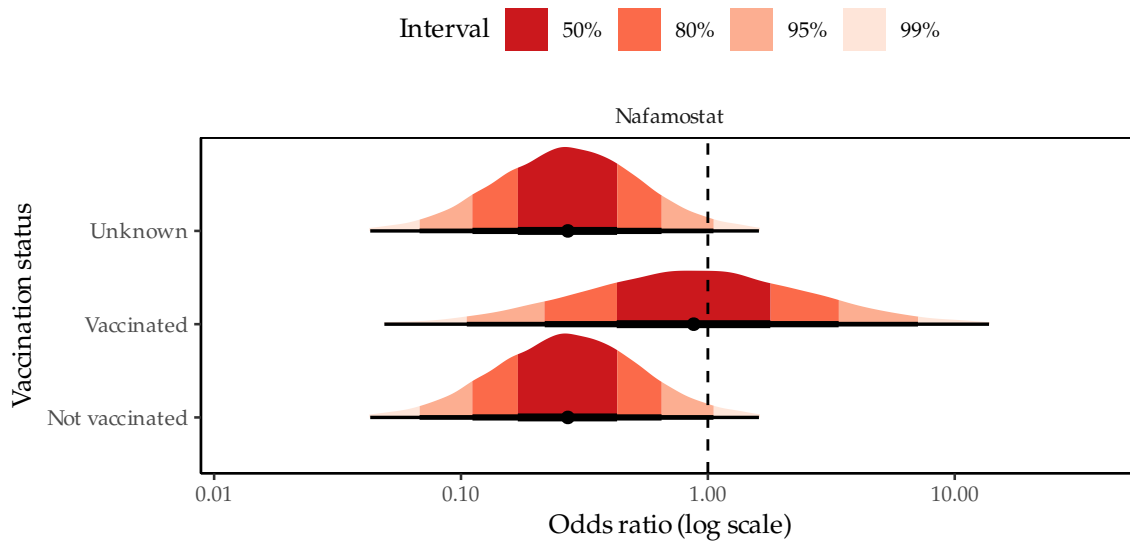 Interval 50% 80% 95% 99%
Nafamostat
Vaccination status
Unknown
Vaccinated
Not vaccinated
0.01 0.10 1.00 10.00
Odds ratio (log scale)